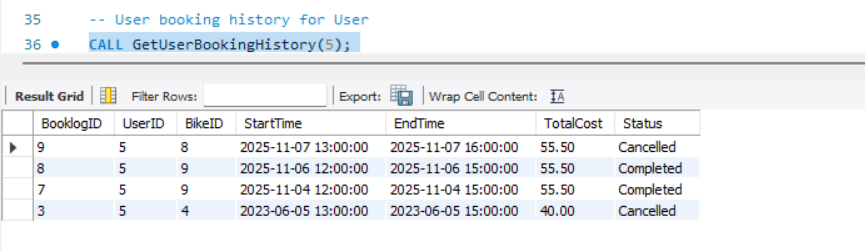 35 -- User booking history for User
36 CALL GetUserBookingHistory(5);
Result Grid Filter Rows: Export: Wrap Cell Content:
BooklogID UserID BikeID StartTime EndTime TotalCost Status
9 5 8 2025-11-07 13:00:00 2025-11-07 16:00:00 55.50 Cancelled
8 5 9 2025-11-06 12:00:00 2025-11-06 15:00:00 55.50 Completed
7 5 9 2025-11-04 12:00:00 2025-11-04 15:00:00 55.50 Completed
3 5 4 2023-06-05 13:00:00 2023-06-05 15:00:00 40.00 Cancelled